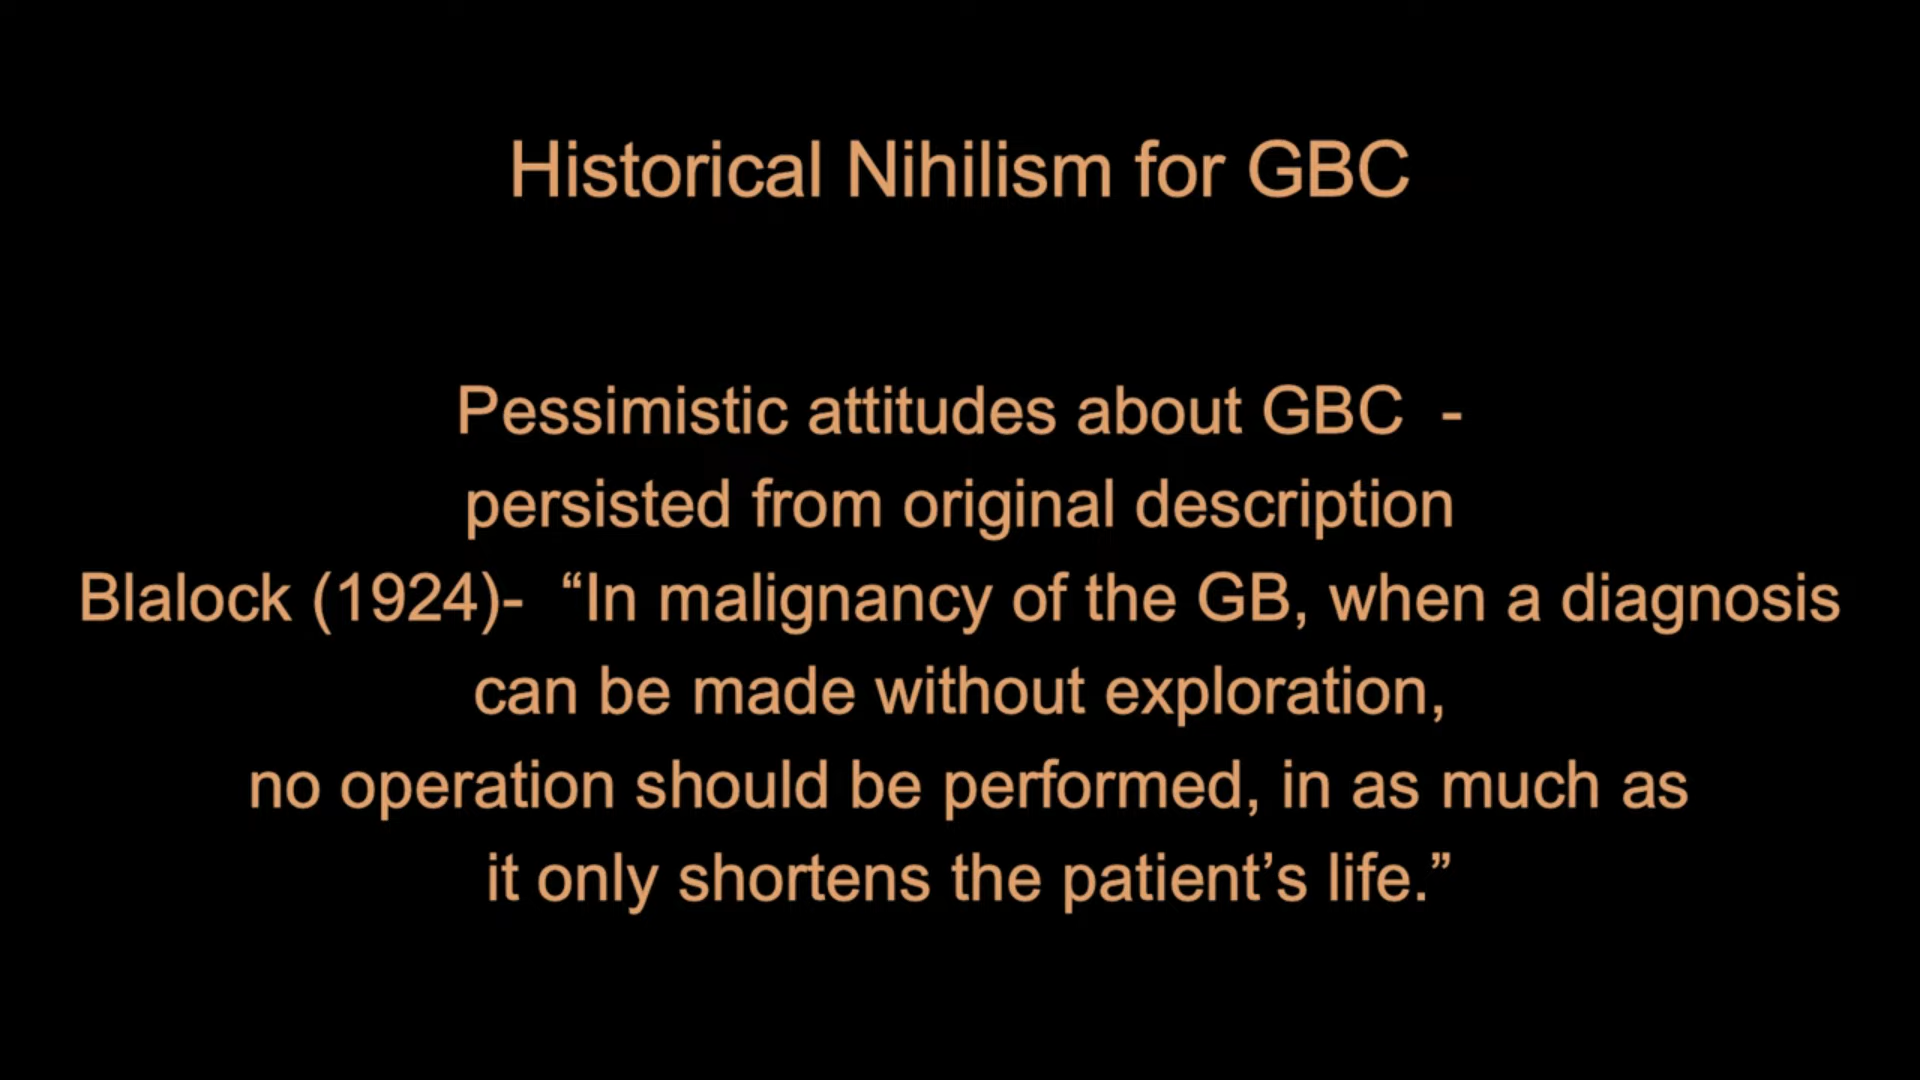 Historical Nihilism for GBC
Pessimistic attitudes about GBC  -
persisted from original description
Blalock (1924)-  “In malignancy of the GB, when a diagnosis
can be made without exploration,
no operation should be performed, in as much as
it only shortens the patient’s life.”